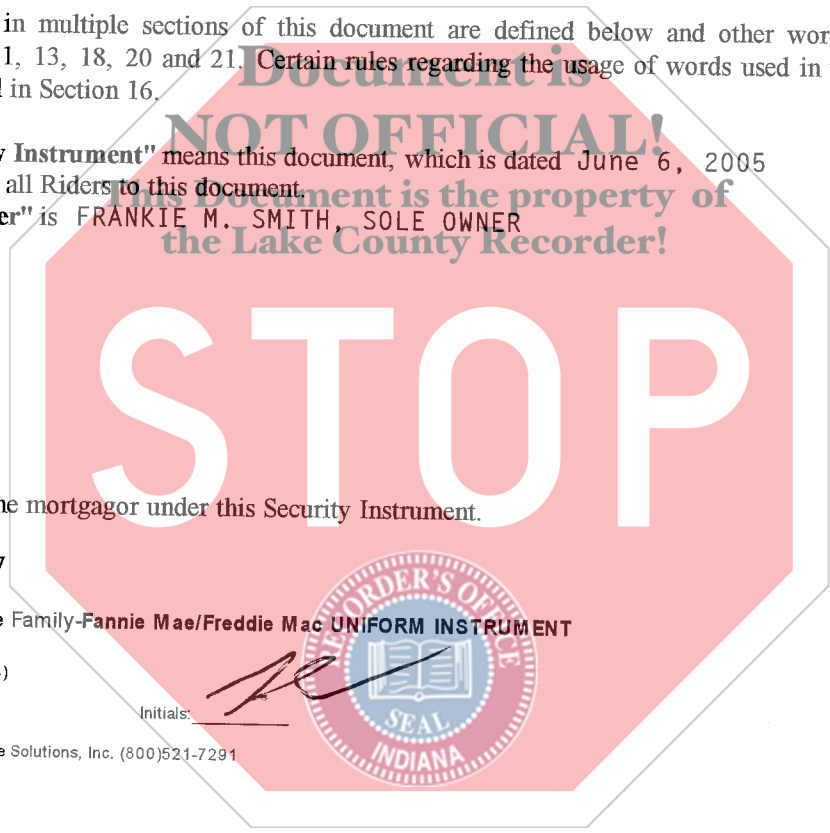 in multiple sections of this document are defined below and other wor
1, 13, 18, 20 and 21. Certain rules regarding the usage of words used in
in Section 16.
Document is
NOT OFFICIAL!
This Document is the property of
the Lake County Recorder!
Instrument" means this document, which is dated June 6, 2005
all Riders to this document.
er" is FRANKIE M. SMITH, SOLE OWNER
STOP
he mortgagor under this Security Instrument.
Family-Fannie Mae/Freddie Mac UNIFORM INSTRUMENT
RECORDER'S OFFICE
SEAL
INDIANA
Initials:
e Solutions, Inc. (800)521-7291